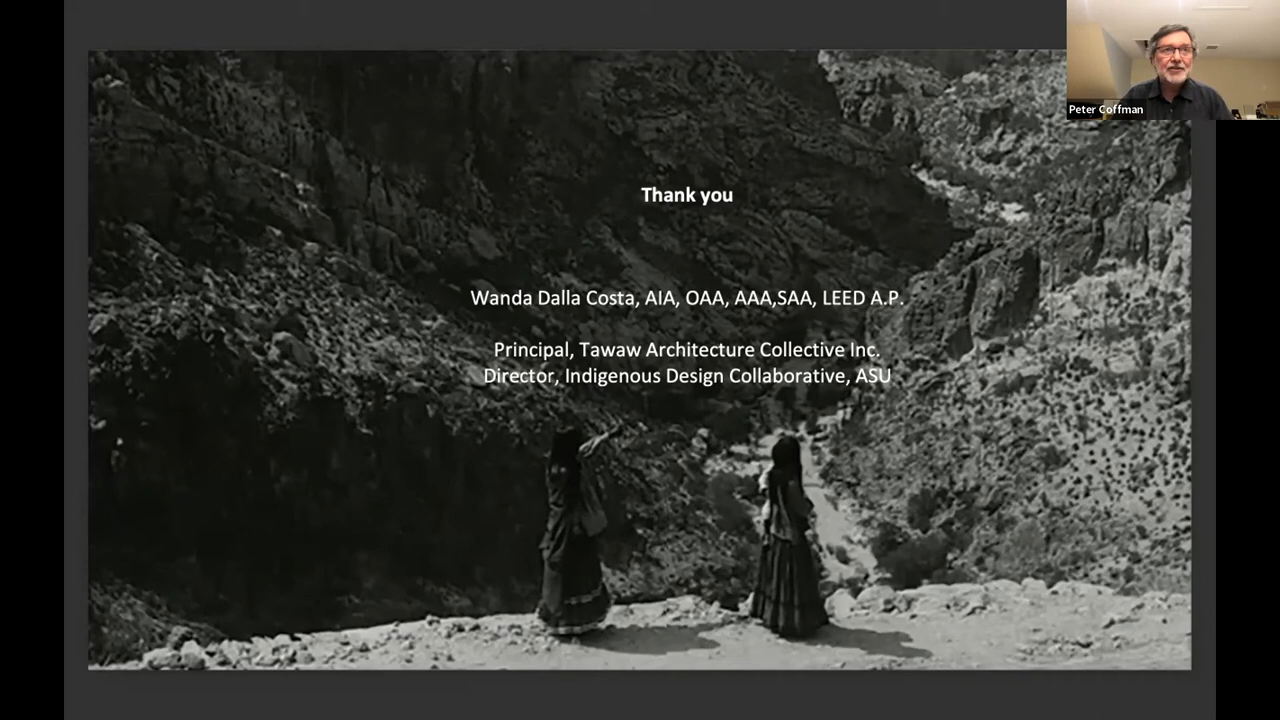 Peter Coffman
Thank you
Wanda Dalla Costa, AIA, OAA, AAA,SAA, LEED A.P.
Principal, Tawaw Architecture Collective Inc.
Director, Indigenous Design Collaborative, ASU